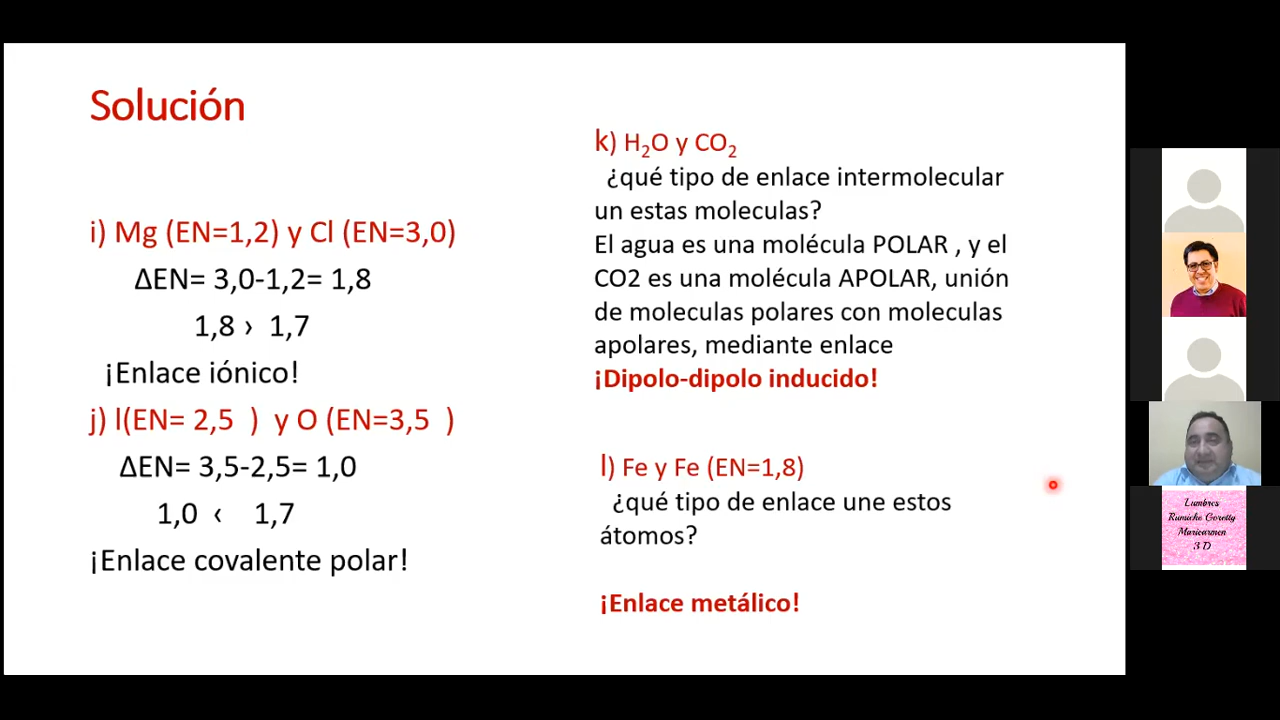 Solución
i) Mg (EN=1,2) y Cl (EN=3,0)
ΔEN= 3,0-1,2= 1,8
1,8 › 1,7
¡Enlace iónico!
j) l(EN= 2,5 ) y O (EN=3,5 )
ΔEN= 3,5-2,5= 1,0
1,0 ‹ 1,7
¡Enlace covalente polar!
k) H₂O y CO₂
¿qué tipo de enlace intermolecular
un estas moleculas?
El agua es una molécula POLAR , y el
CO2 es una molécula APOLAR, unión
de moleculas polares con moleculas
apolares, mediante enlace
¡Dipolo-dipolo inducido!
l) Fe y Fe (EN=1,8)
¿qué tipo de enlace une estos
átomos?
¡Enlace metálico!
Lumbres
Rumiche Goretty
Maricarmen
3 D